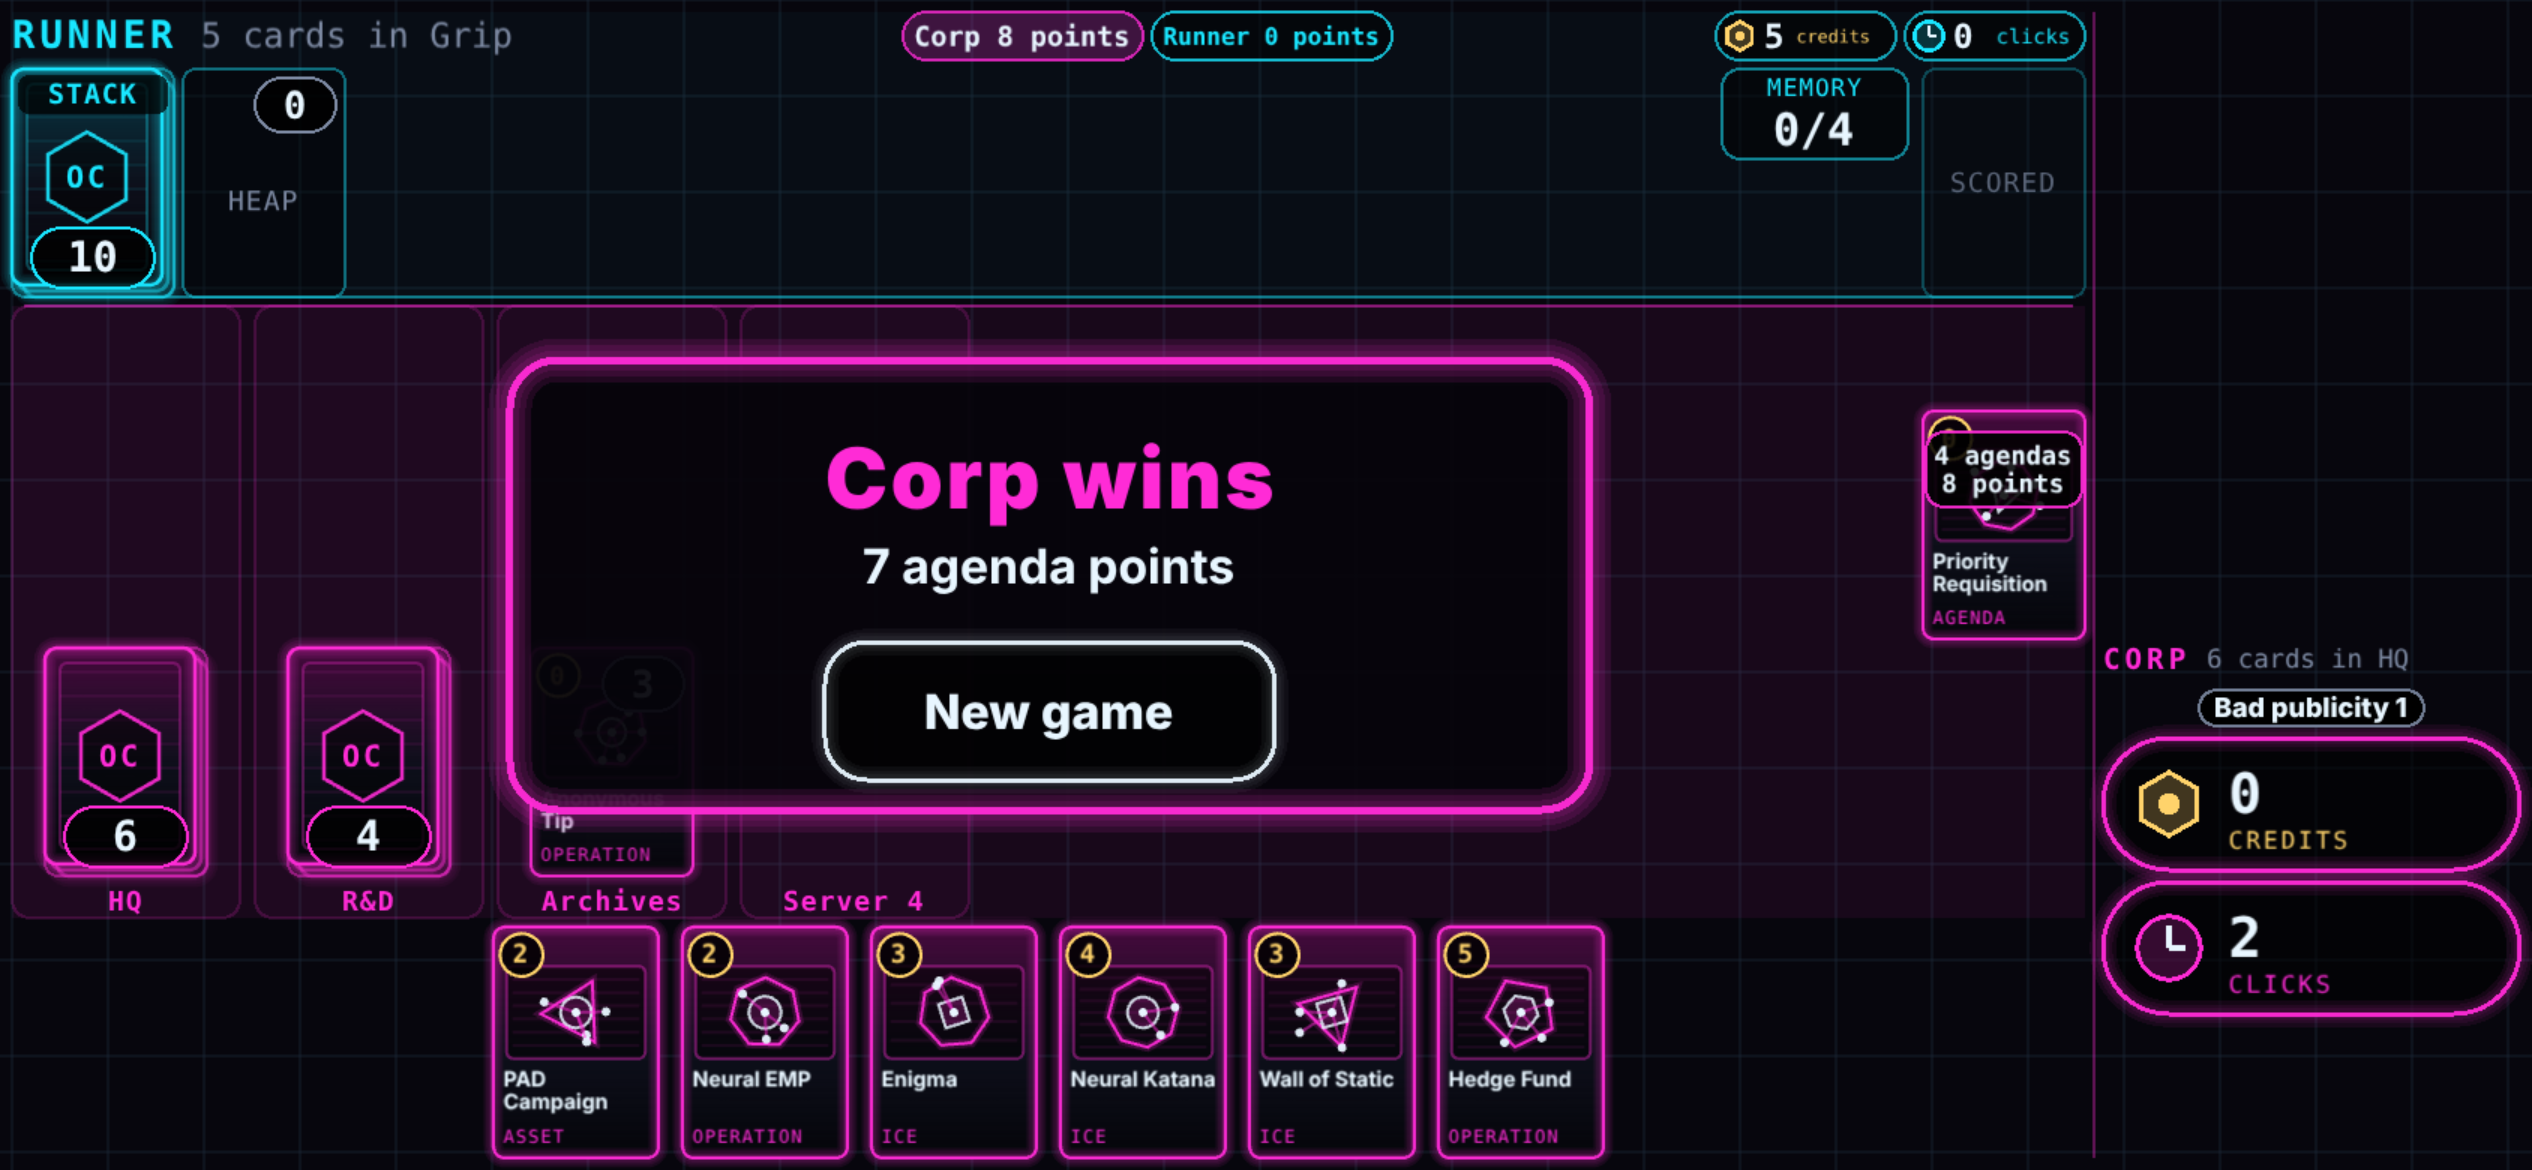 RUNNER 5 cards in Grip
Corp 8 points
Runner 0 points
5 credits
0 clicks
STACK
OC
10
0
HEAP
MEMORY
0/4
SCORED
Corp wins
7 agenda points
New game
0
4 agendas
8 points
Priority
Requisition
AGENDA
OC
6
HQ
OC
4
R&D
0
3
Anonymous
Tip
OPERATION
Archives
Server 4
CORP 6 cards in HQ
Bad publicity 1
0
CREDITS
2
CLICKS
2
PAD
Campaign
ASSET
2
Neural EMP
OPERATION
3
Enigma
ICE
4
Neural Katana
ICE
3
Wall of Static
ICE
5
Hedge Fund
OPERATION